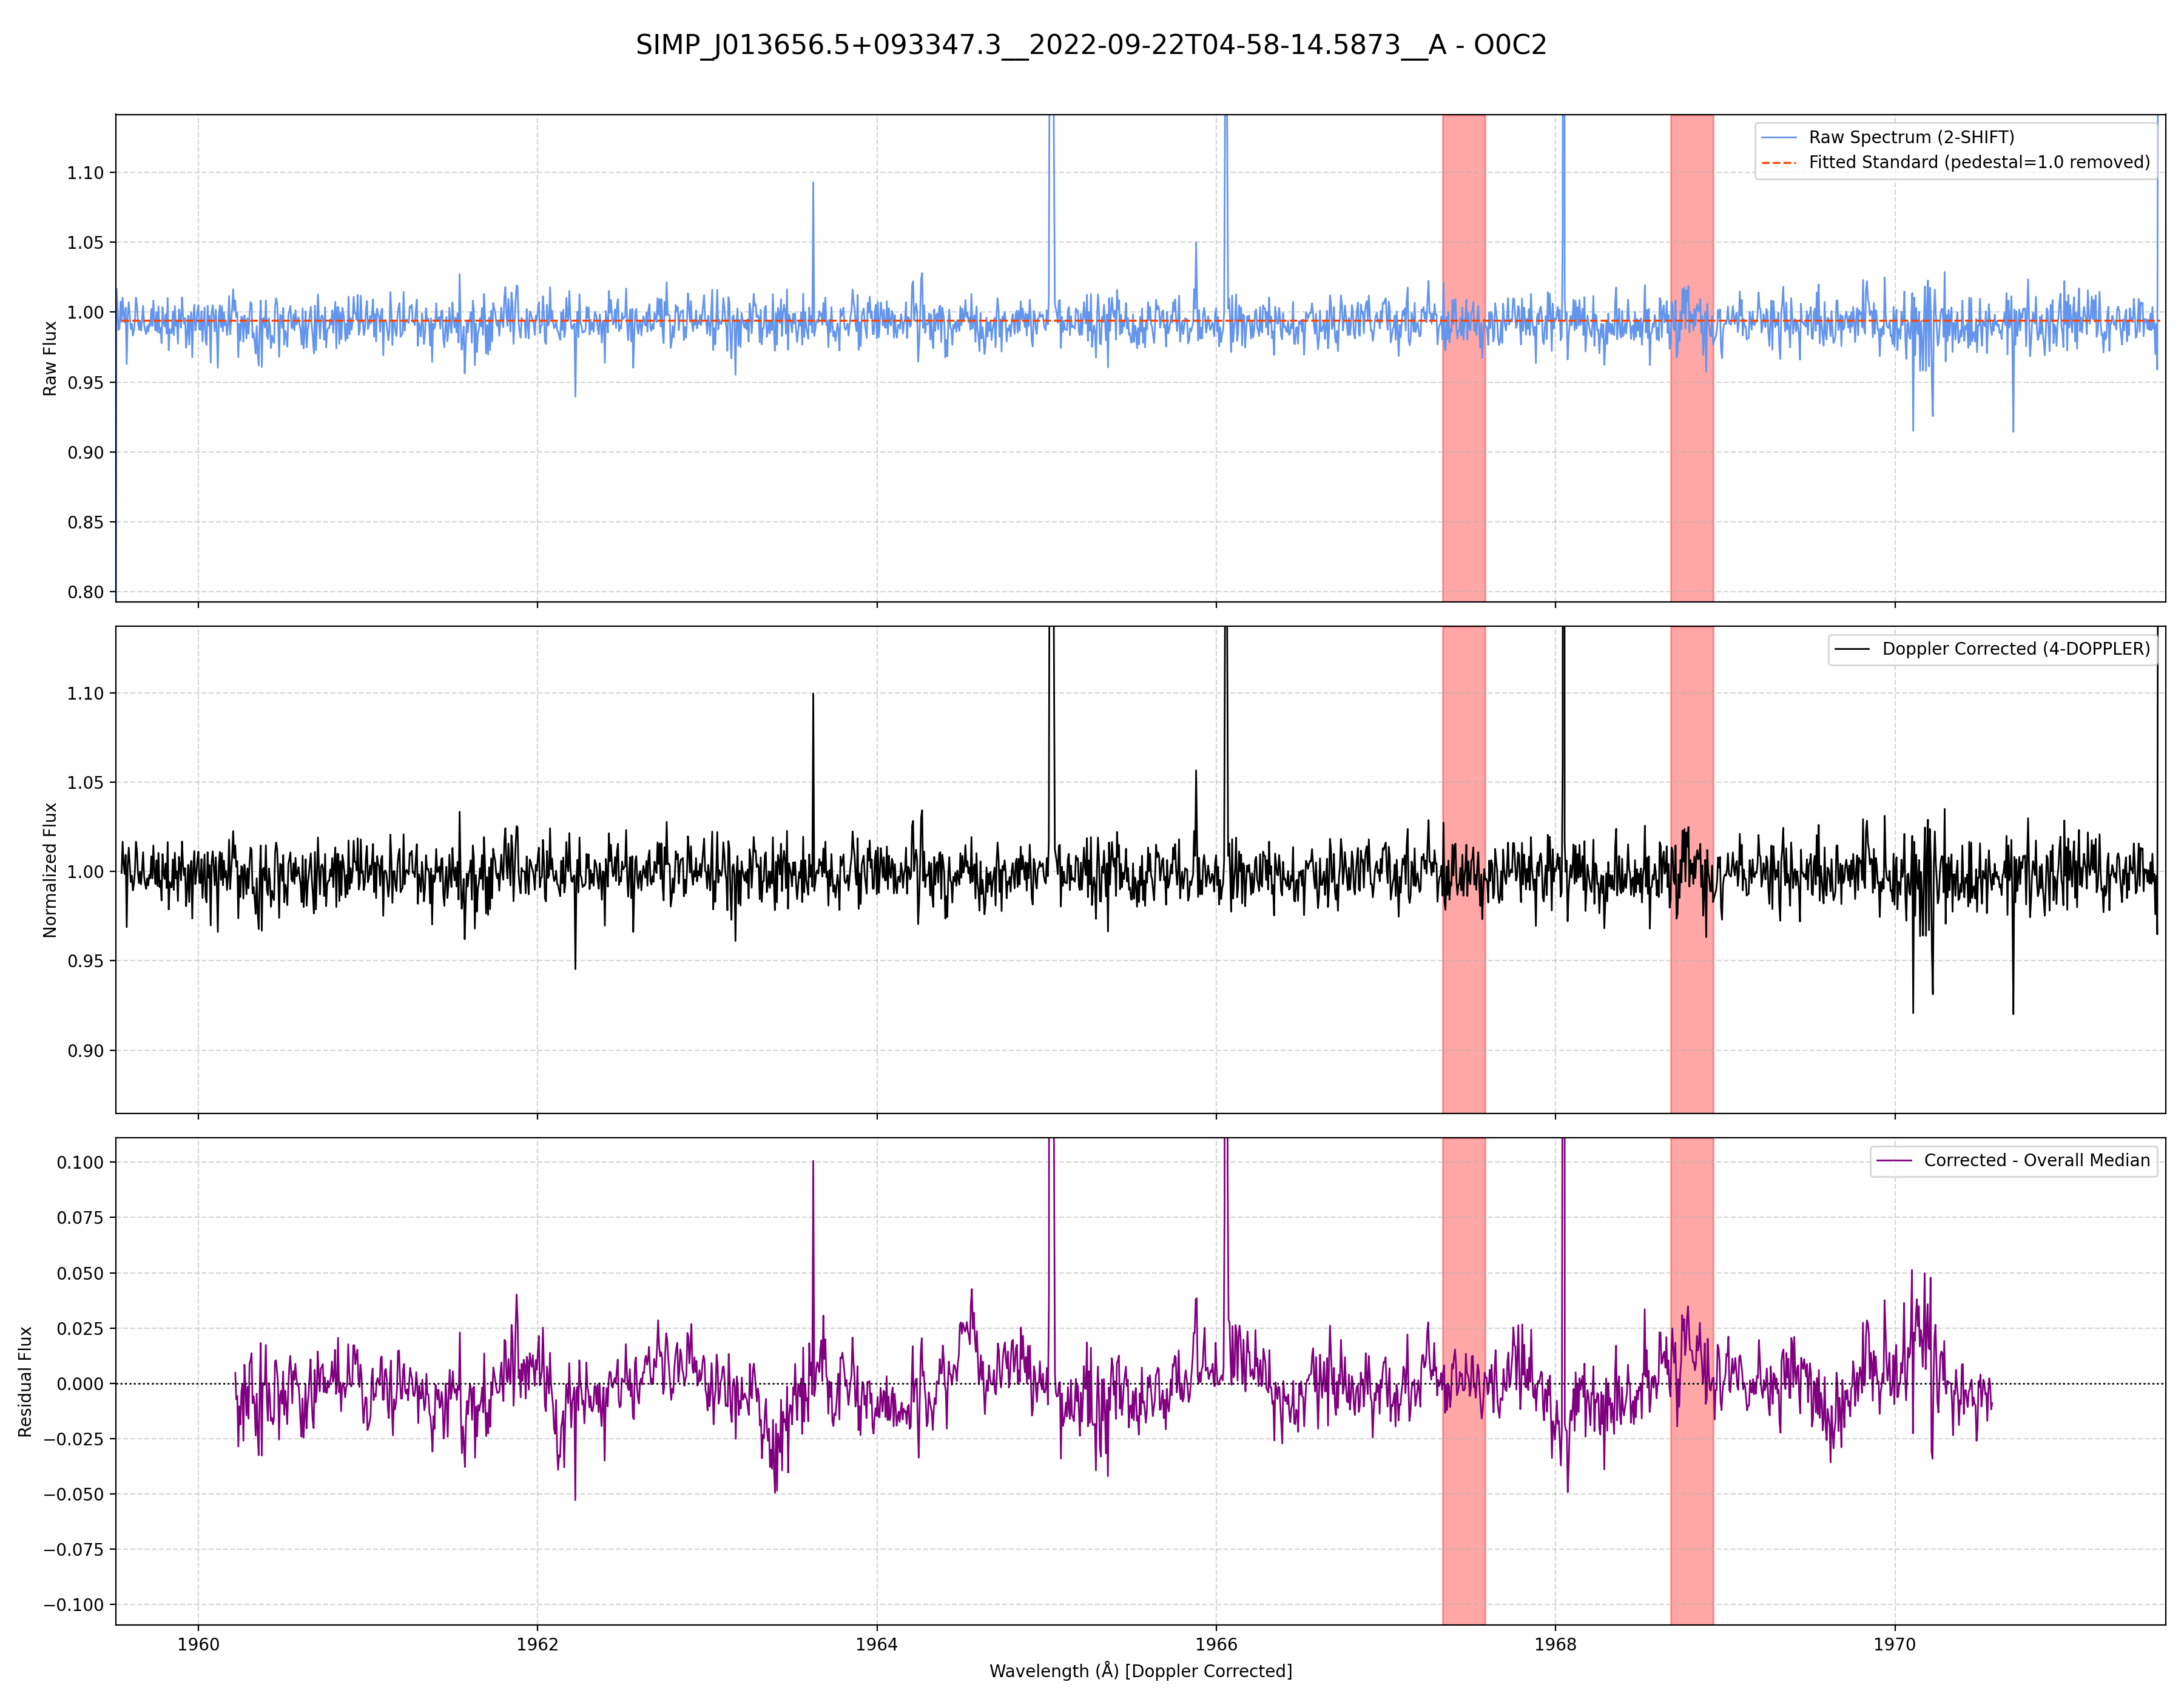 SIMP_J013656.5+093347.3__2022-09-22T04-58-14.5873__A - O0C2
Raw Flux
1.10
1.05
1.00
0.95
0.90
0.85
0.80
Raw Spectrum (2-SHIFT)
Fitted Standard (pedestal=1.0 removed)
Normalized Flux
1.10
1.05
1.00
0.95
0.90
Doppler Corrected (4-DOPPLER)
Residual Flux
0.100
0.075
0.050
0.025
0.000
−0.025
−0.050
−0.075
−0.100
Corrected - Overall Median
1960 1962 1964 1966 1968 1970
Wavelength (Å) [Doppler Corrected]